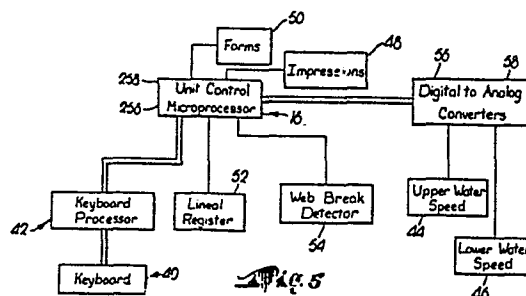 50
Forms
48
Impressions
258
256
Unit Control
Microprocessor
16
56
58
Digital to Analog
Converters
52
Lineal
Register
Web Break
Detector
54
Upper Water
Speed
44
Lower Water
Speed
46
42
Keyboard
Processor
Keyboard
40
Fig. 5